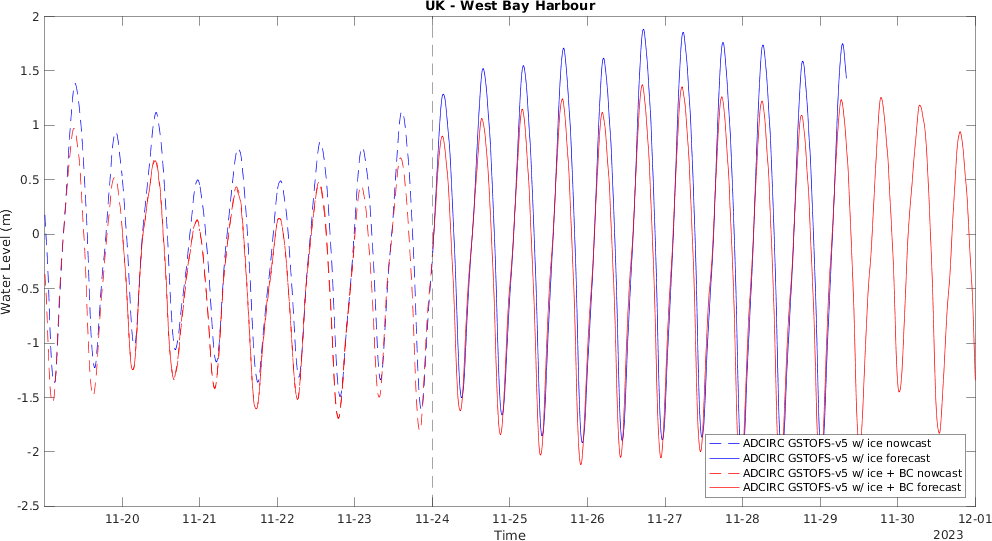 UK - West Bay Harbour
2
1.5
1
0.5
0
-0.5
-1
-1.5
-2
-2.5
Water Level (m)
ADCIRC GSTOFS-v5 w/ ice nowcast
ADCIRC GSTOFS-v5 w/ ice forecast
ADCIRC GSTOFS-v5 w/ ice + BC nowcast
ADCIRC GSTOFS-v5 w/ ice + BC forecast
11-20 11-21 11-22 11-23 11-24 11-25 11-26 11-27 11-28 11-29 11-30 12-01
Time
2023